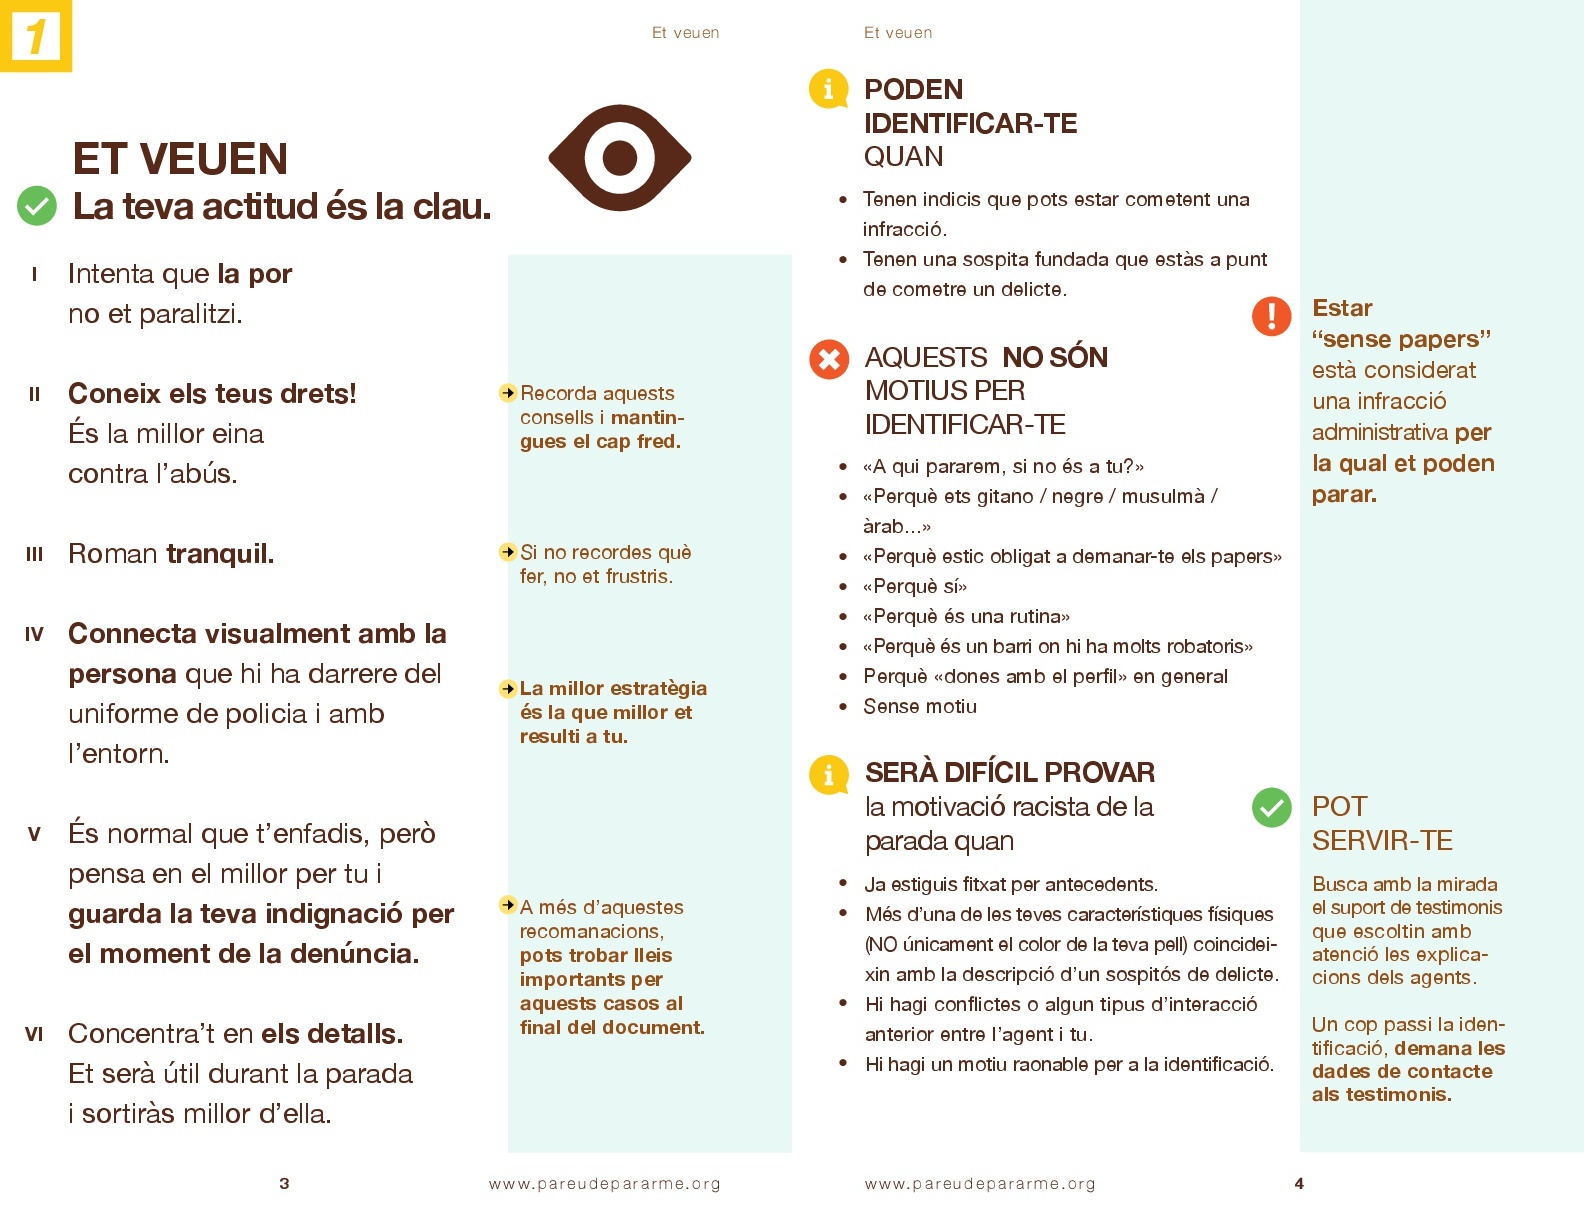 1
Et veuen
ET VEUEN
La teva actitud és la clau.
I
Intenta que la por
no et paralitzi.
II
Coneix els teus drets!
És la millor eina
contra l’abús.
III
Roman tranquil.
IV
Connecta visualment amb la
persona que hi ha darrere del
uniforme de policia i amb
l’entorn.
V
És normal que t’enfadis, però
pensa en el millor per tu i
guarda la teva indignació per
el moment de la denúncia.
VI
Concentra’t en els detalls.
Et serà útil durant la parada
i sortiràs millor d’ella.
Recorda aquests
consells i mantin-
gues el cap fred.
Si no recordes què
fer, no et frustris.
La millor estratègia
és la que millor et
resulti a tu.
A més d’aquestes
recomanacions,
pots trobar lleis
importants per
aquests casos al
final del document.
3
www.pareudepararme.org
Et veuen
PODEN
IDENTIFICAR-TE
QUAN
• Tenen indicis que pots estar cometent una
infracció.
• Tenen una sospita fundada que estàs a punt
de cometre un delicte.
AQUESTS NO SÓN
MOTIUS PER
IDENTIFICAR-TE
• «A qui pararem, si no és a tu?»
• «Perquè ets gitano / negre / musulmà /
àrab...»
• «Perquè estic obligat a demanar-te els papers»
• «Perquè sí»
• «Perquè és una rutina»
• «Perquè és un barri on hi ha molts robatoris»
• Perquè «dones amb el perfil» en general
• Sense motiu
SERÀ DIFÍCIL PROVAR
la motivació racista de la
parada quan
• Ja estiguis fitxat per antecedents.
• Més d’una de les teves característiques físiques
(NO únicament el color de la teva pell) coincidei-
xin amb la descripció d’un sospitós de delicte.
• Hi hagi conflictes o algun tipus d’interacció
anterior entre l’agent i tu.
• Hi hagi un motiu raonable per a la identificació.
Estar
“sense papers”
està considerat
una infracció
administrativa per
la qual et poden
parar.
POT
SERVIR-TE
Busca amb la mirada
el suport de testimonis
que escoltin amb
atenció les explica-
cions dels agents.
Un cop passi la iden-
tificació, demana les
dades de contacte
als testimonis.
www.pareudepararme.org
4